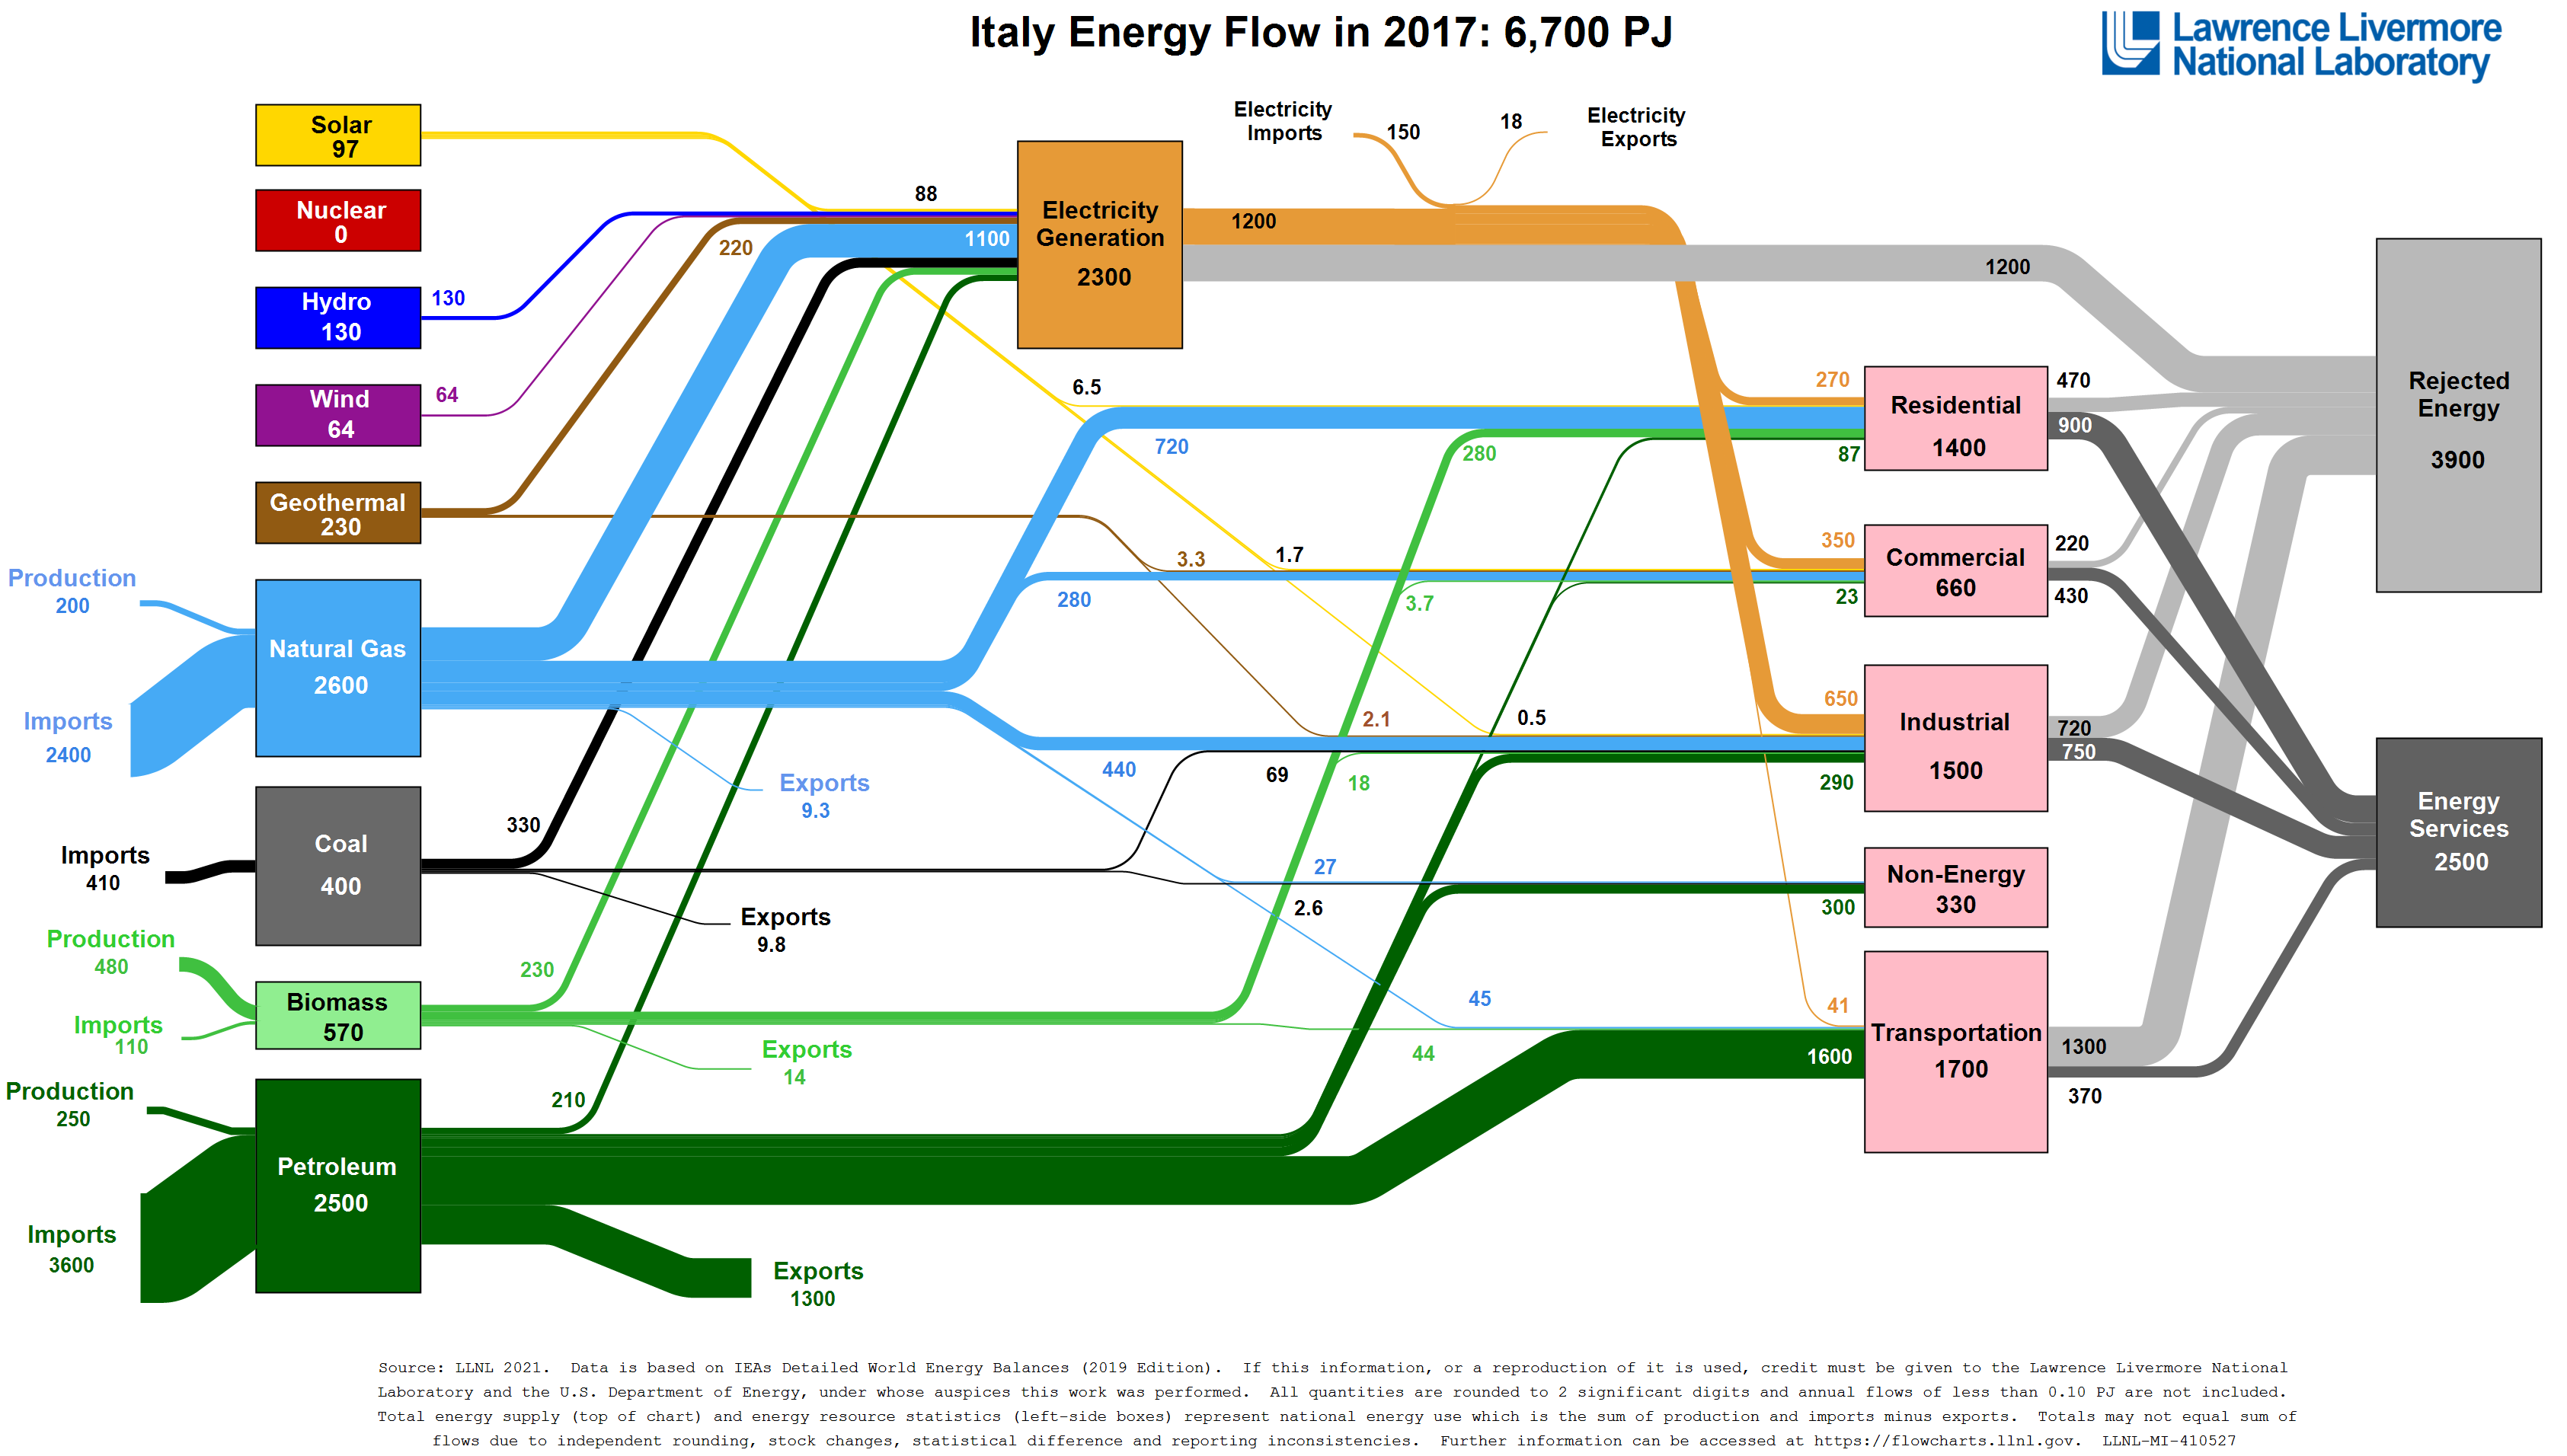 Italy Energy Flow in 2017: 6,700 PJ
Lawrence Livermore
National Laboratory
Solar
97
Nuclear
0
Hydro
130
130
Wind
64
64
Geothermal
230
Production
200
Imports
2400
Natural Gas
2600
Imports
410
Coal
400
Production
480
Imports
110
Biomass
570
Production
250
Imports
3600
Petroleum
2500
88
220
1100
330
230
210
Exports
9.3
Exports
9.8
Exports
14
Exports
1300
Electricity
Generation
2300
Electricity
Imports
150
18
Electricity
Exports
1200
1200
6.5
720
280
87
270
3.3
1.7
280
3.7
23
350
2.1
0.5
440
69
18
290
650
27
2.6
300
45
44
41
1600
Residential
1400
470
900
Commercial
660
220
430
Industrial
1500
720
750
Non-Energy
330
Transportation
1700
1300
370
Rejected
Energy
3900
Energy
Services
2500
Source: LLNL 2021. Data is based on IEAs Detailed World Energy Balances (2019 Edition). If this information, or a reproduction of it is used, credit must be given to the Lawrence Livermore National
Laboratory and the U.S. Department of Energy, under whose auspices this work was performed. All quantities are rounded to 2 significant digits and annual flows of less than 0.10 PJ are not included.
Total energy supply (top of chart) and energy resource statistics (left-side boxes) represent national energy use which is the sum of production and imports minus exports. Totals may not equal sum of
flows due to independent rounding, stock changes, statistical difference and reporting inconsistencies. Further information can be accessed at https://flowcharts.llnl.gov. LLNL-MI-410527